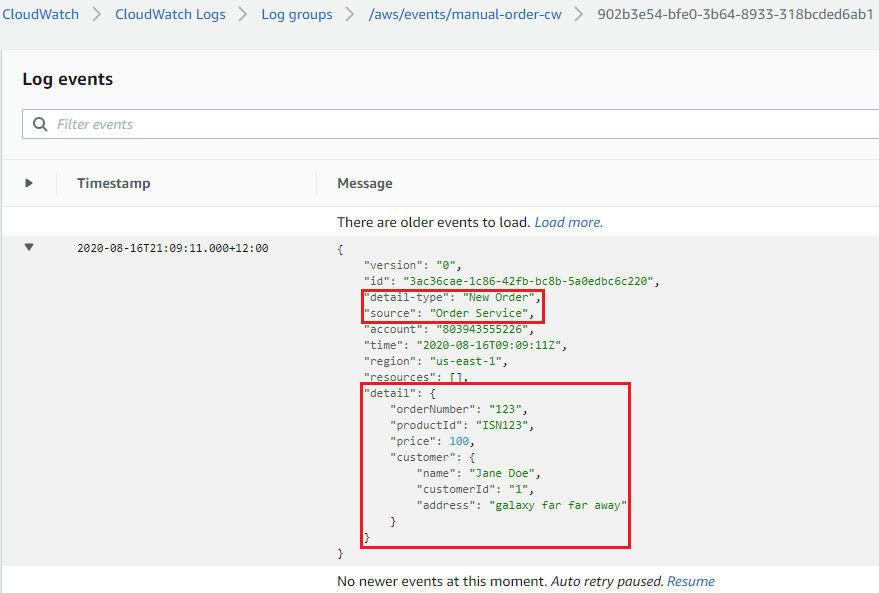 CloudWatch > CloudWatch Logs > Log groups > /aws/events/manual-order-cw > 902b3e54-bfe0-3b64-8933-318bcded6ab1
Log events
Filter events
Timestamp Message
There are older events to load. Load more.
2020-08-16T21:09:11.000+12:00 {
"version": "0",
"id": "3ac36cae-1c86-42fb-bc8b-5a0edbc6c220",
"detail-type": "New Order",
"source": "Order Service",
"account": "803943555226",
"time": "2020-08-16T09:09:11Z",
"region": "us-east-1",
"resources": [],
"detail": {
"orderNumber": "123",
"productId": "ISN123",
"price": 100,
"customer": {
"name": "Jane Doe",
"customerId": "1",
"address": "galaxy far far away"
}
}
}
No newer events at this moment. Auto retry paused. Resume